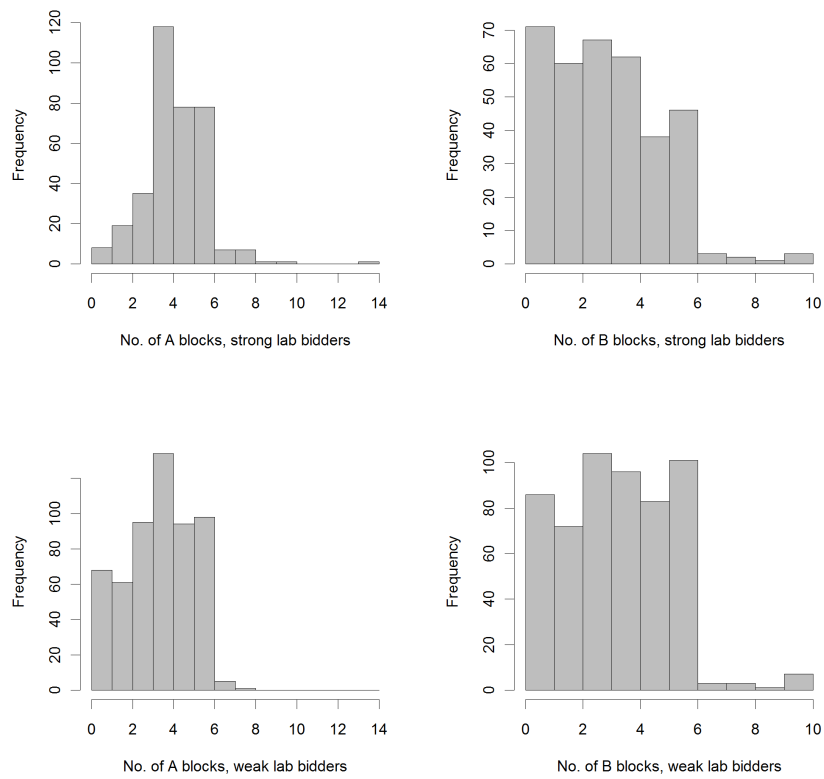 Frequency
0 20 40 60 80 100 120
0 2 4 6 8 10 12 14
No. of A blocks, strong lab bidders
Frequency
0 10 20 30 40 50 60 70
0 2 4 6 8 10
No. of B blocks, strong lab bidders
Frequency
0 20 40 60 80 100
0 2 4 6 8 10 12 14
No. of A blocks, weak lab bidders
Frequency
0 20 40 60 80 100
0 2 4 6 8 10
No. of B blocks, weak lab bidders